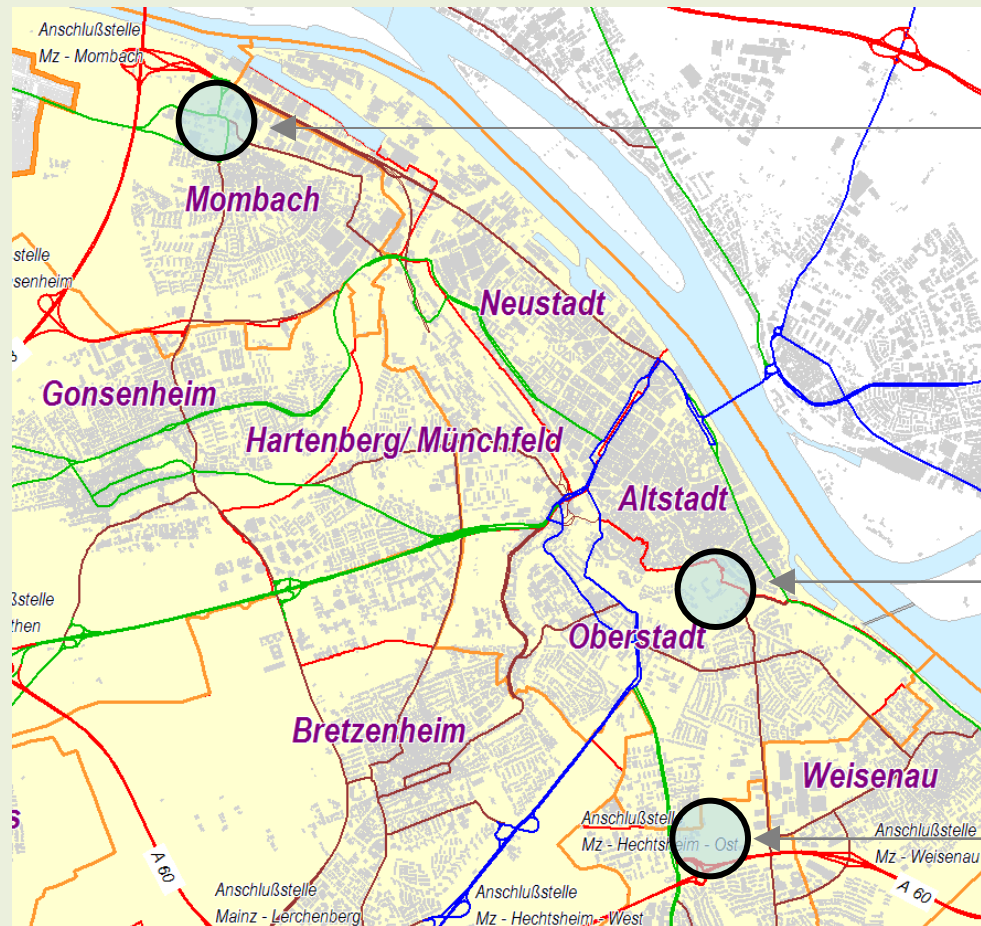 Anschlußstelle
Mz - Mombach
Mombach
stelle
senheim
Neustadt
Gonsenheim
Hartenberg/ Münchfeld
Altstadt
ßstelle
then
Oberstadt
Bretzenheim
Weisenau
s
Anschlußstelle
Mz - Hechtsheim - Ost
Anschlußstelle
Mz - Weisenau
A 60
A 60
Anschlußstelle
Mainz - Lerchenberg
Anschlußstelle
Mz - Hechtsheim - West